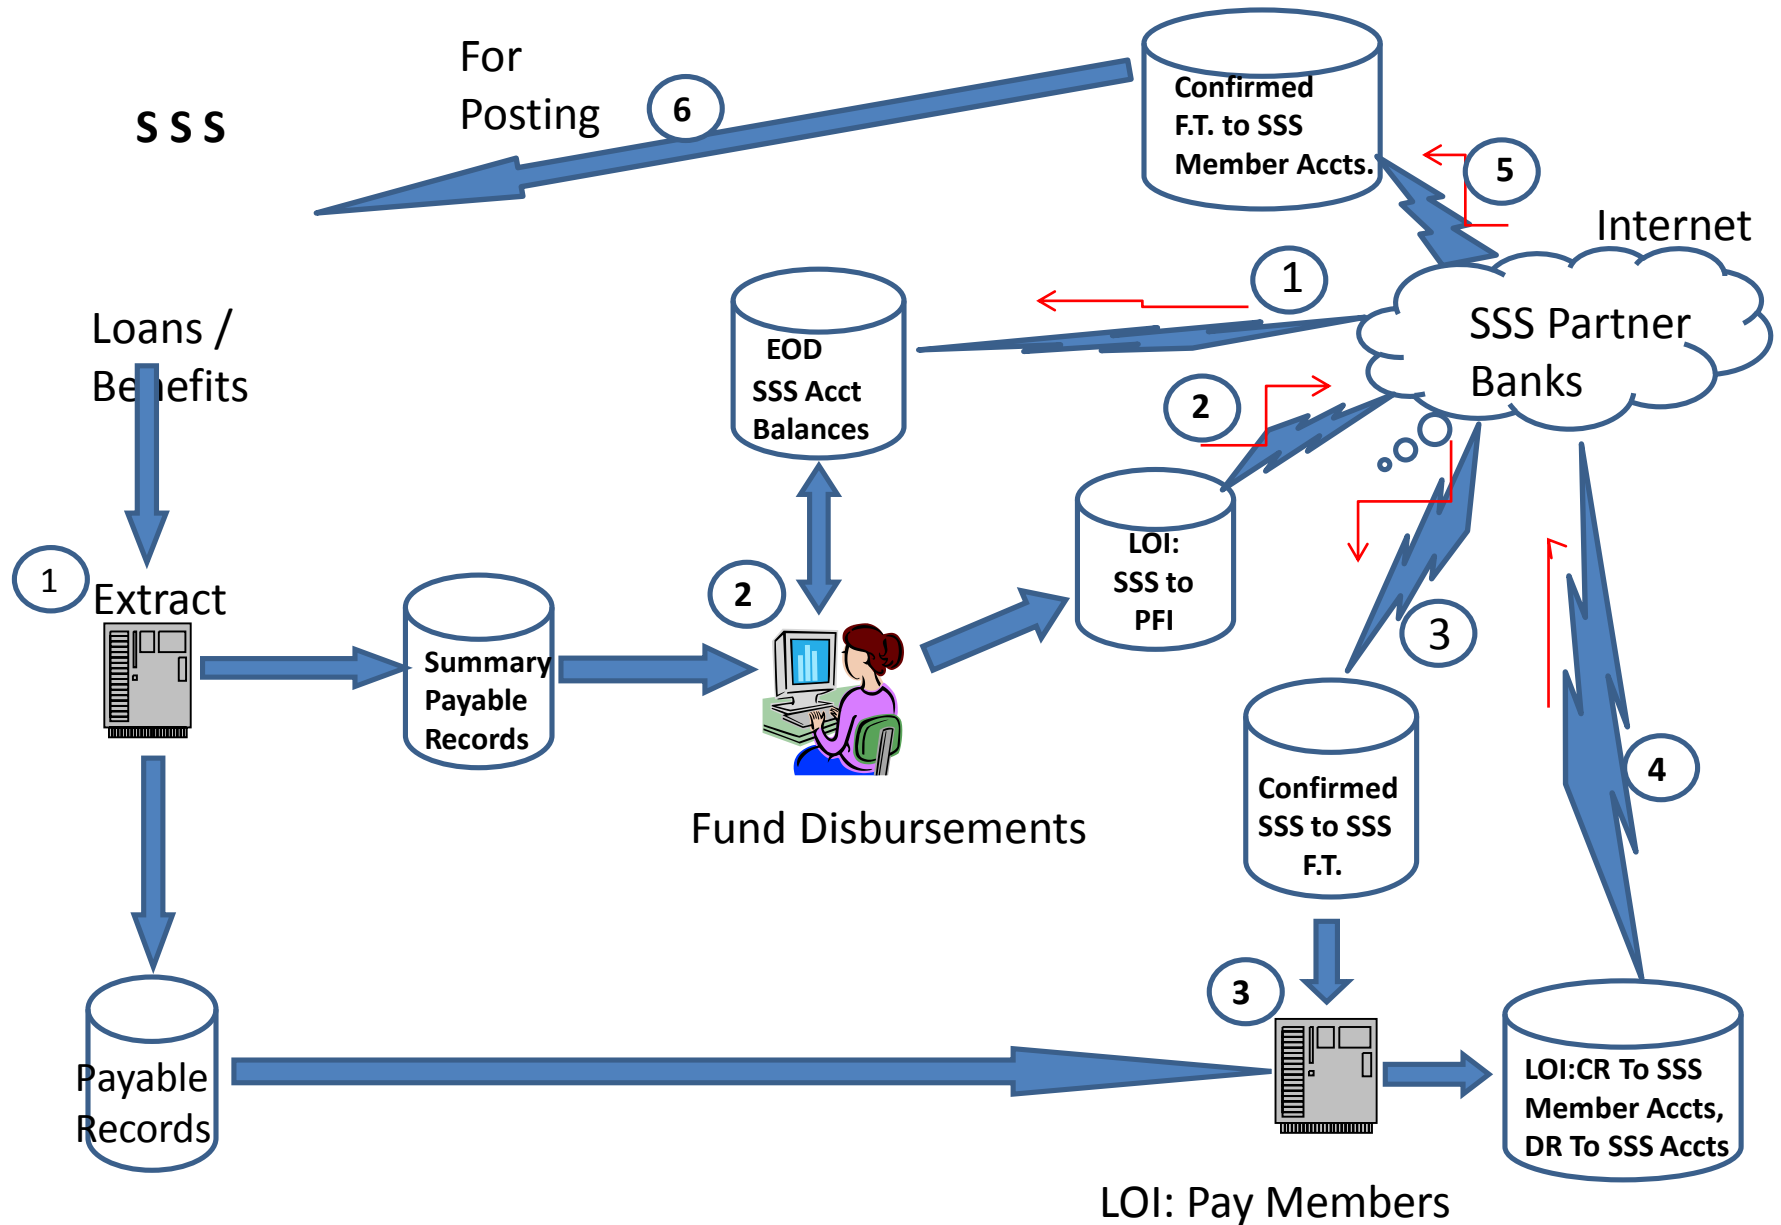 For
Posting
6
S S S
Confirmed
F.T. to SSS
Member Accts.
5
Internet
1
SSS Partner
Banks
Loans /
Benefits
EOD
SSS Acct
Balances
2
1
Extract
2
LOI:
SSS to
PFI
3
Summary
Payable
Records
Fund Disbursements
Confirmed
SSS to SSS
F.T.
4
3
Payable
Records
LOI:CR To SSS
Member Accts,
DR To SSS Accts
LOI: Pay Members